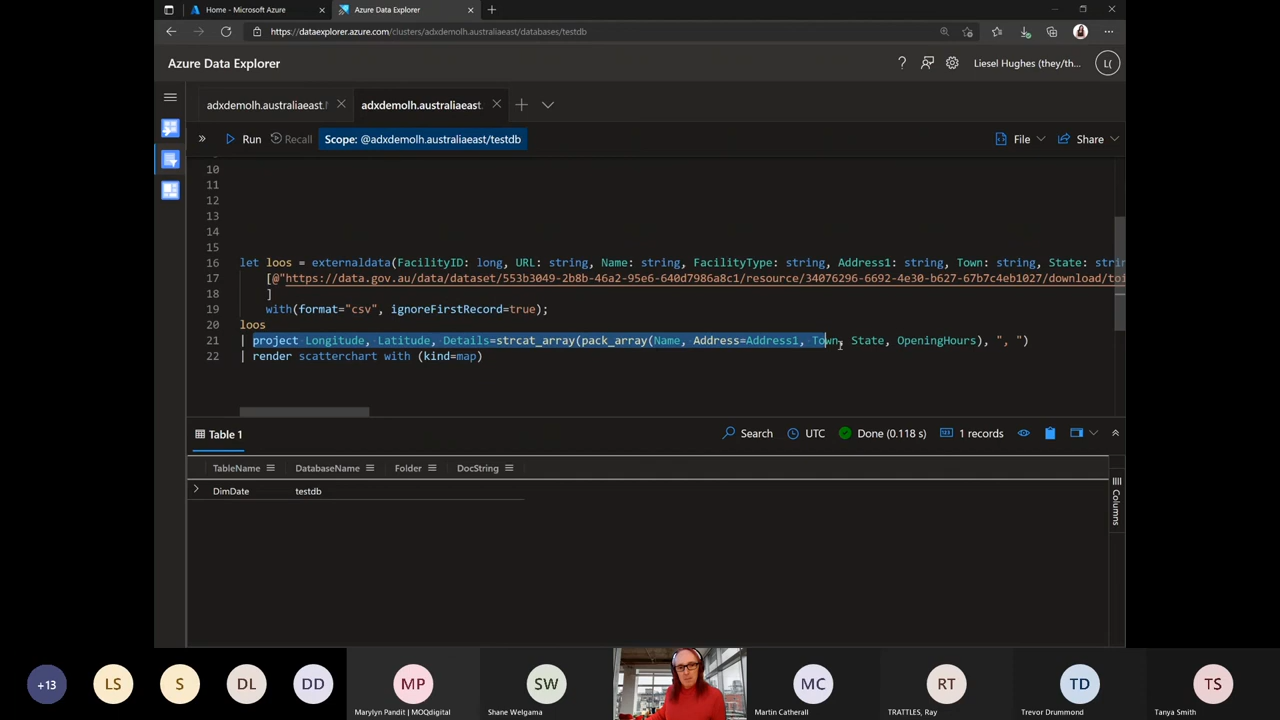 Home - Microsoft Azure
Azure Data Explorer
https://dataexplorer.azure.com/clusters/adxdemolh.australiaeast/databases/testdb
Azure Data Explorer
Liesel Hughes (they/th...
L(
adxdemolh.australiaeast.
adxdemolh.australiaeast.
Run
Recall
Scope: @adxdemolh.australiaeast/testdb
File
Share
10
11
12
13
14
15
16 let loos = externaldata(FacilityID: long, URL: string, Name: string, FacilityType: string, Address1: string, Town: string, State: strin
17 [@"https://data.gov.au/data/dataset/553b3049-2b8b-46a2-95e6-640d7986a8c1/resource/34076296-6692-4e30-b627-67b7c4eb1027/download/toi
18 ]
19 with(format="csv", ignoreFirstRecord=true);
20 loos
21 | project Longitude, Latitude, Details=strcat_array(pack_array(Name, Address=Address1, Town, State, OpeningHours), ", ")
22 | render scatterchart with (kind=map)
Table 1
Search
UTC
Done (0.118 s)
1 records
TableName
DatabaseName
Folder
DocString
DimDate
testdb
Columns
+13
LS
S
DL
DD
MP
SW
MC
RT
TD
TS
Marylyn Pandit | MOQdigital
Shane Welgama
Martin Catherall
TRATTLES, Ray
Trevor Drummond
Tanya Smith